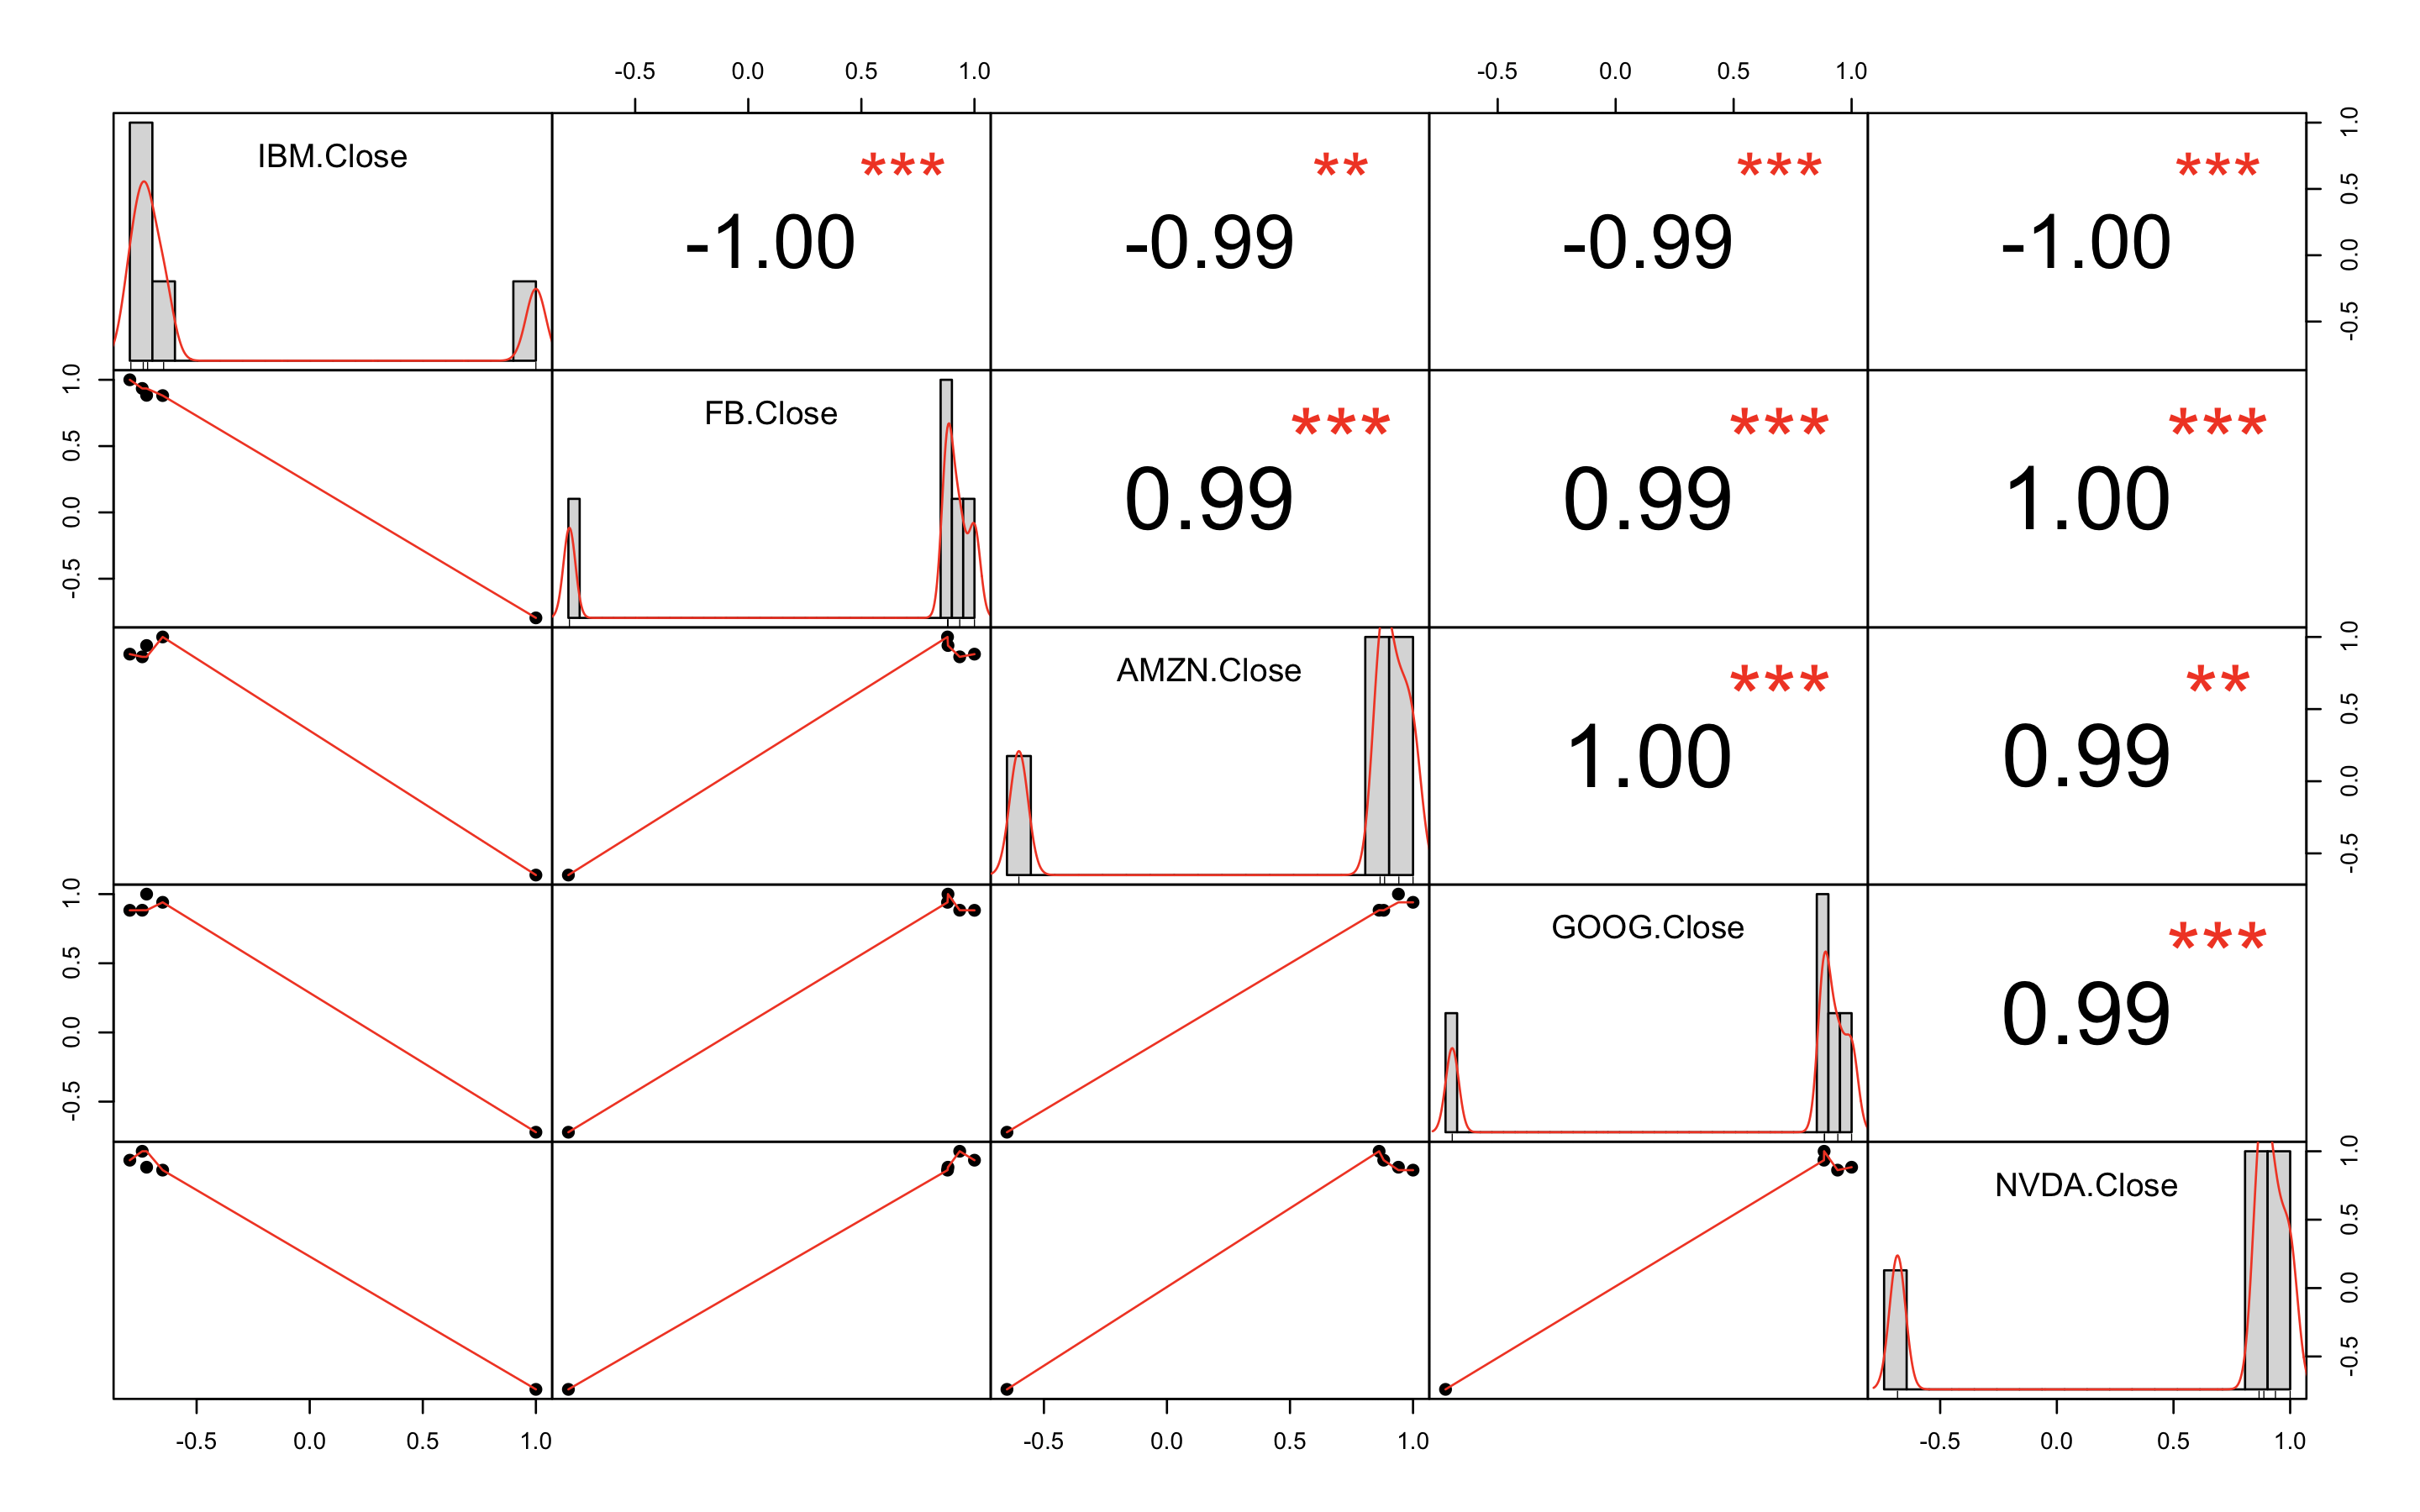 -0.5 0.0 0.5 1.0 -0.5 0.0 0.5 1.0
IBM.Close *** ** *** ***
-1.00 -0.99 -0.99 -1.00
-0.5 0.0 0.5 1.0
-0.5 0.0 0.5 1.0
FB.Close *** *** ***
0.99 0.99 1.00
AMZN.Close *** **
1.00 0.99
-0.5 0.0 0.5 1.0
-0.5 0.0 0.5 1.0
GOOG.Close ***
0.99
NVDA.Close
-0.5 0.0 0.5 1.0
-0.5 0.0 0.5 1.0 -0.5 0.0 0.5 1.0 -0.5 0.0 0.5 1.0